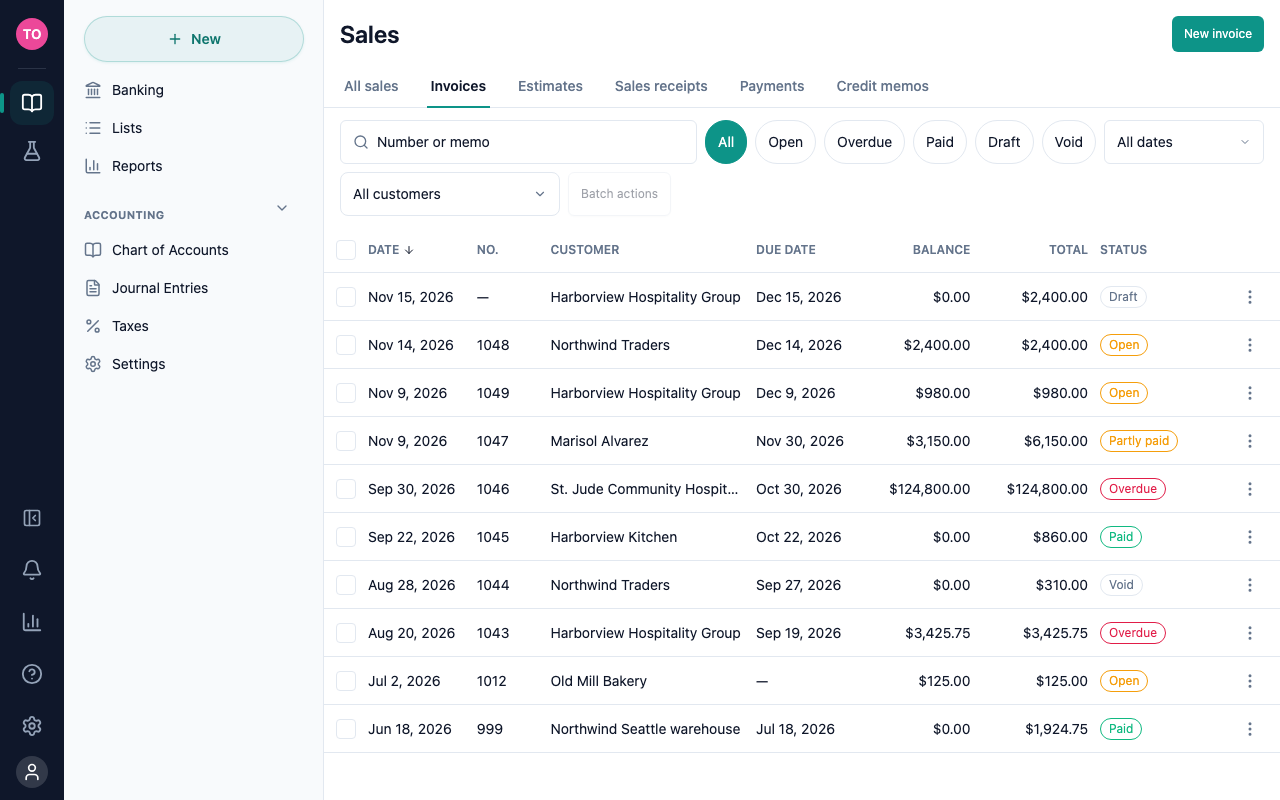 TO
New
Banking
Lists
Reports
ACCOUNTING
Chart of Accounts
Journal Entries
Taxes
Settings
Sales
New invoice
All sales Invoices Estimates Sales receipts Payments Credit memos
Number or memo All Open Overdue Paid Draft Void All dates
All customers Batch actions
DATE NO. CUSTOMER DUE DATE BALANCE TOTAL STATUS
Nov 15, 2026 — Harborview Hospitality Group Dec 15, 2026 $0.00 $2,400.00 Draft
Nov 14, 2026 1048 Northwind Traders Dec 14, 2026 $2,400.00 $2,400.00 Open
Nov 9, 2026 1049 Harborview Hospitality Group Dec 9, 2026 $980.00 $980.00 Open
Nov 9, 2026 1047 Marisol Alvarez Nov 30, 2026 $3,150.00 $6,150.00 Partly paid
Sep 30, 2026 1046 St. Jude Community Hospit... Oct 30, 2026 $124,800.00 $124,800.00 Overdue
Sep 22, 2026 1045 Harborview Kitchen Oct 22, 2026 $0.00 $860.00 Paid
Aug 28, 2026 1044 Northwind Traders Sep 27, 2026 $0.00 $310.00 Void
Aug 20, 2026 1043 Harborview Hospitality Group Sep 19, 2026 $3,425.75 $3,425.75 Overdue
Jul 2, 2026 1012 Old Mill Bakery — $125.00 $125.00 Open
Jun 18, 2026 999 Northwind Seattle warehouse Jul 18, 2026 $0.00 $1,924.75 Paid